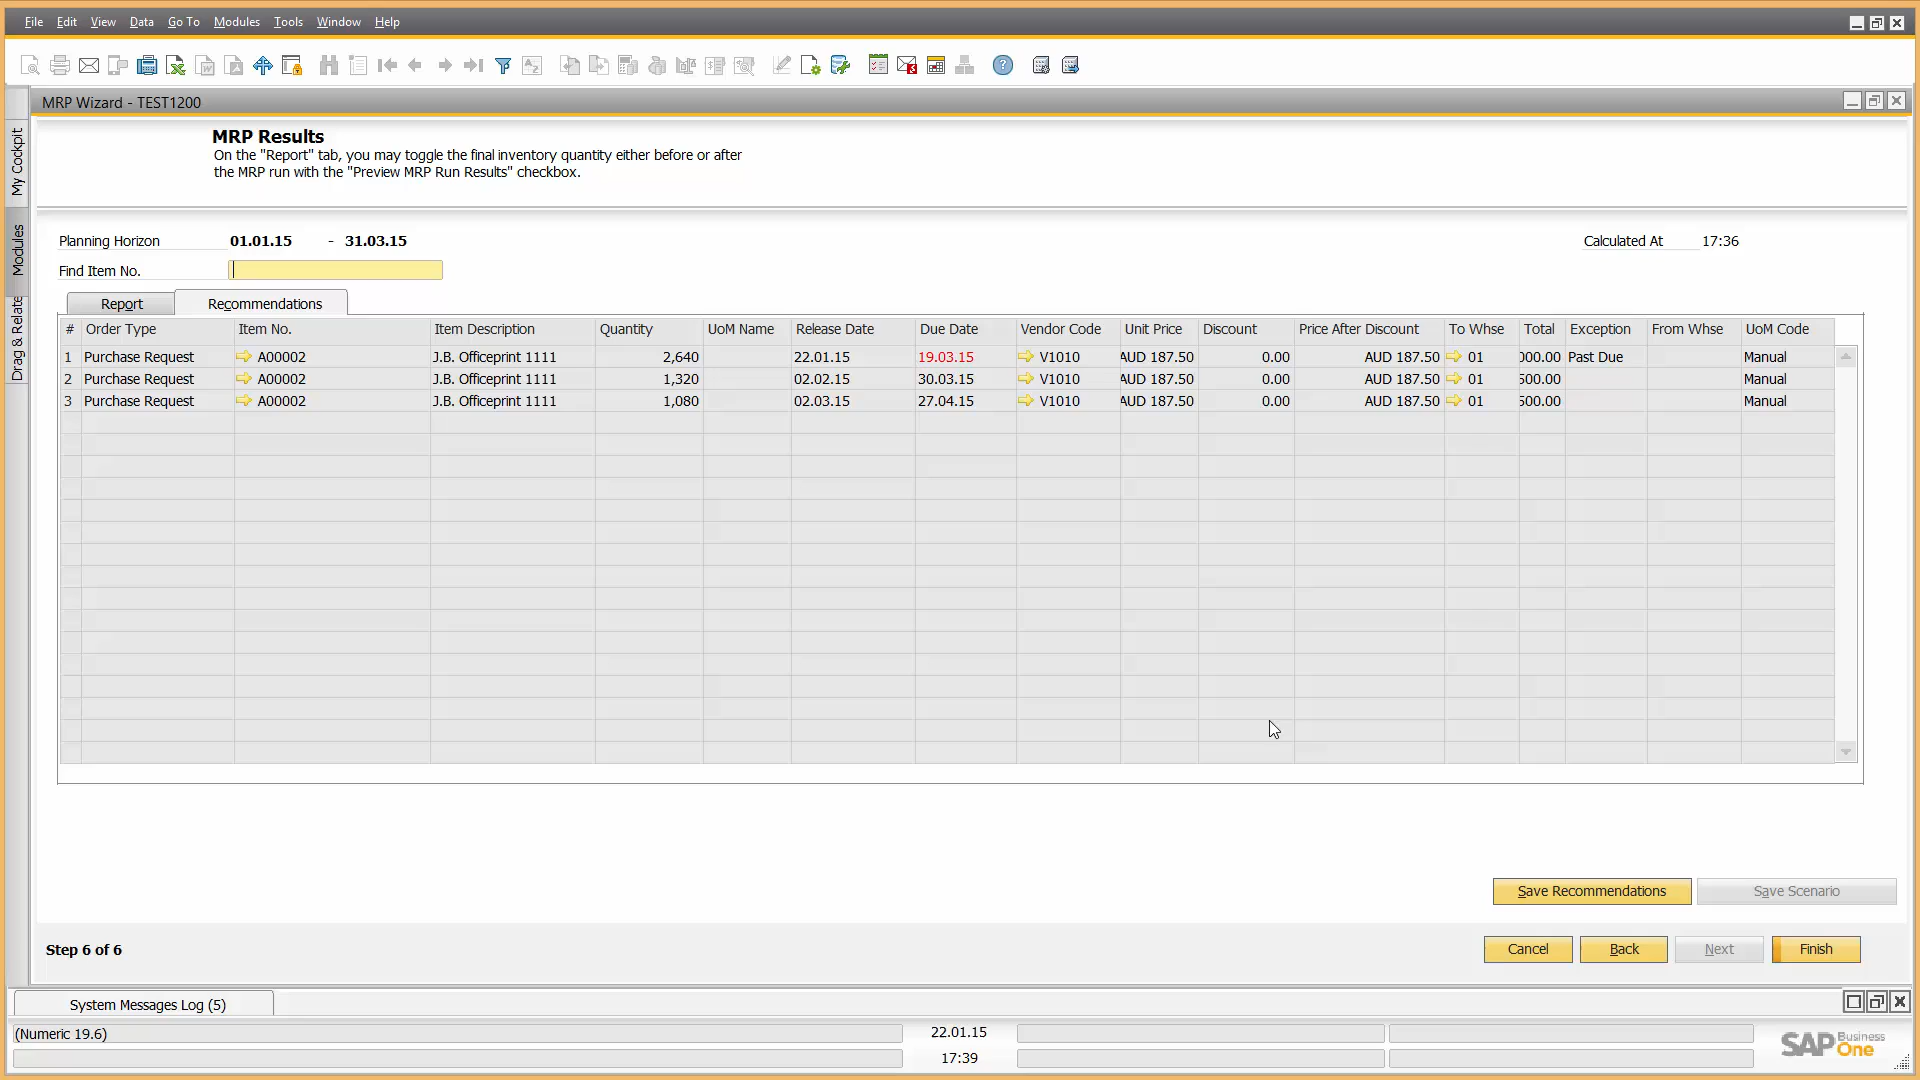 File Edit View Data Go To Modules Tools Window Help
MRP Wizard - TEST1200
My Cockpit
Modules
Drag & Relate
MRP Results
On the "Report" tab, you may toggle the final inventory quantity either before or after
the MRP run with the "Preview MRP Run Results" checkbox.
Planning Horizon 01.01.15 - 31.03.15 Calculated At 17:36
Find Item No.
Report Recommendations
# Order Type Item No. Item Description Quantity UoM Name Release Date Due Date Vendor Code Unit Price Discount Price After Discount To Whse Total Exception From Whse UoM Code
1 Purchase Request A00002 J.B. Officeprint 1111 2,640 22.01.15 19.03.15 V1010 AUD 187.50 0.00 AUD 187.50 01 000.00 Past Due Manual
2 Purchase Request A00002 J.B. Officeprint 1111 1,320 02.02.15 30.03.15 V1010 AUD 187.50 0.00 AUD 187.50 01 500.00 Manual
3 Purchase Request A00002 J.B. Officeprint 1111 1,080 02.03.15 27.04.15 V1010 AUD 187.50 0.00 AUD 187.50 01 500.00 Manual
Save Recommendations Save Scenario
Step 6 of 6 Cancel Back Next Finish
System Messages Log (5)
(Numeric 19.6) 22.01.15
17:39
SAP Business One